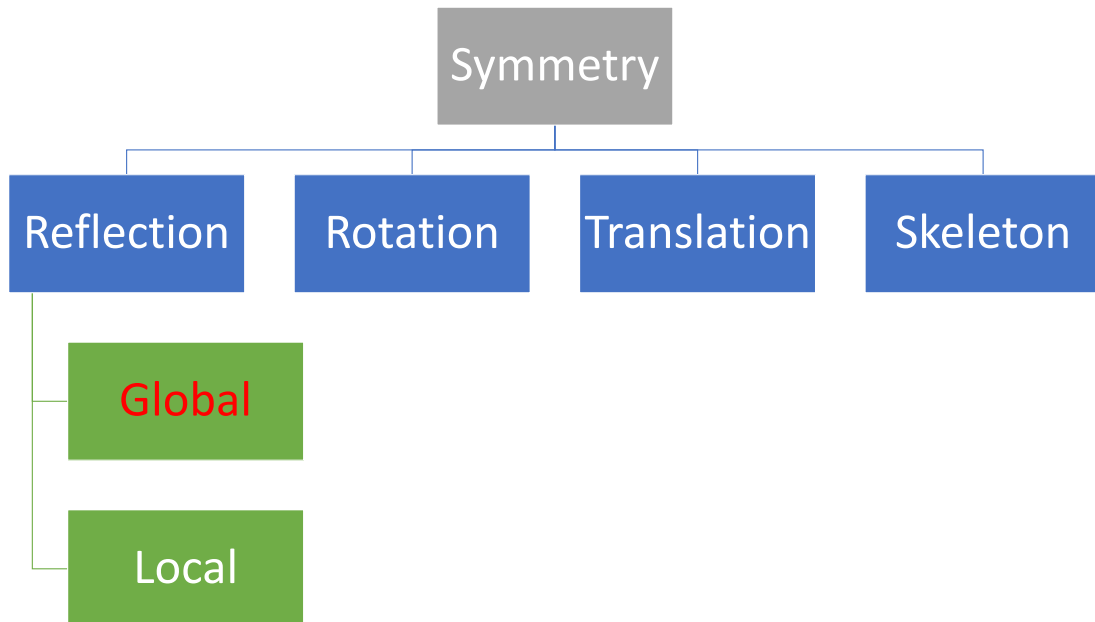 Symmetry
Reflection
Rotation
Translation
Skeleton
Global
Local